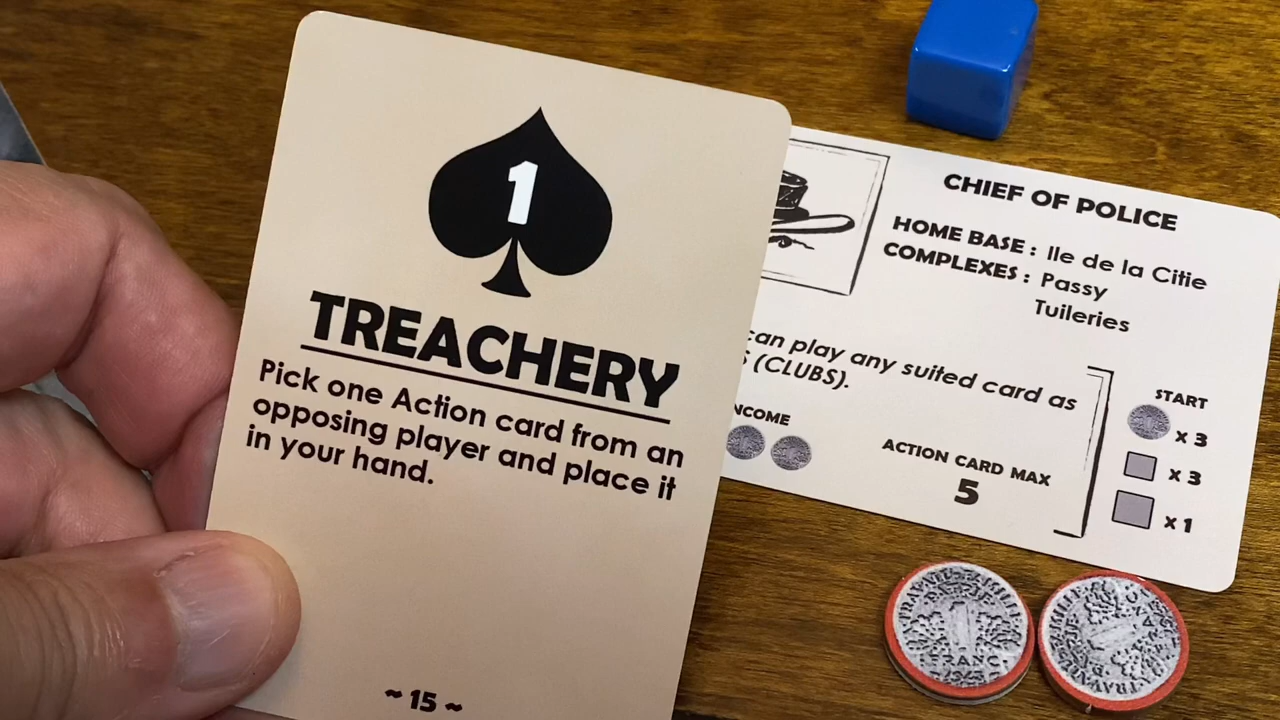 1
TREACHERY
Pick one Action card from an
opposing player and place it
in your hand.
~ 15 ~
CHIEF OF POLICE
HOME BASE : Ile de la Citie
COMPLEXES : Passy
Tuileries
can play any suited card as
(CLUBS).
ACTION CARD MAX
5
START
x 3
x 3
x 1
1
FRANC